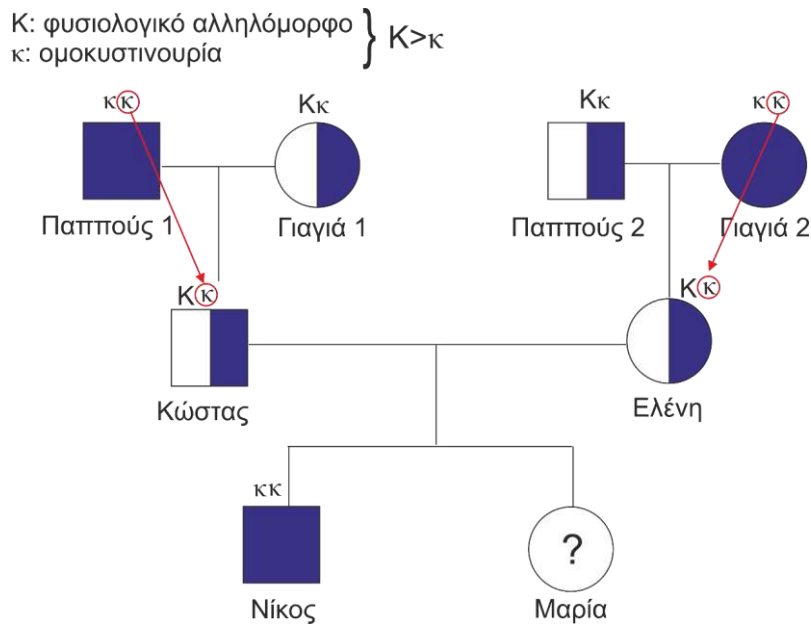 Κ: φυσιολογικό αλληλόμορφο
κ: ομοκυστινουρία
} Κ>κ
κκ Κκ Κκ κκ
Παππούς 1 Γιαγιά 1 Παππούς 2 Γιαγιά 2
Κκ Κκ
Κώστας Ελένη
κκ
?
Νίκος Μαρία